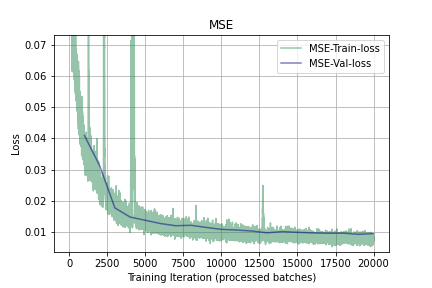 MSE
MSE-Train-loss
MSE-Val-loss
0.07
0.06
0.05
0.04
0.03
0.02
0.01
Loss
0 2500 5000 7500 10000 12500 15000 17500 20000
Training Iteration (processed batches)